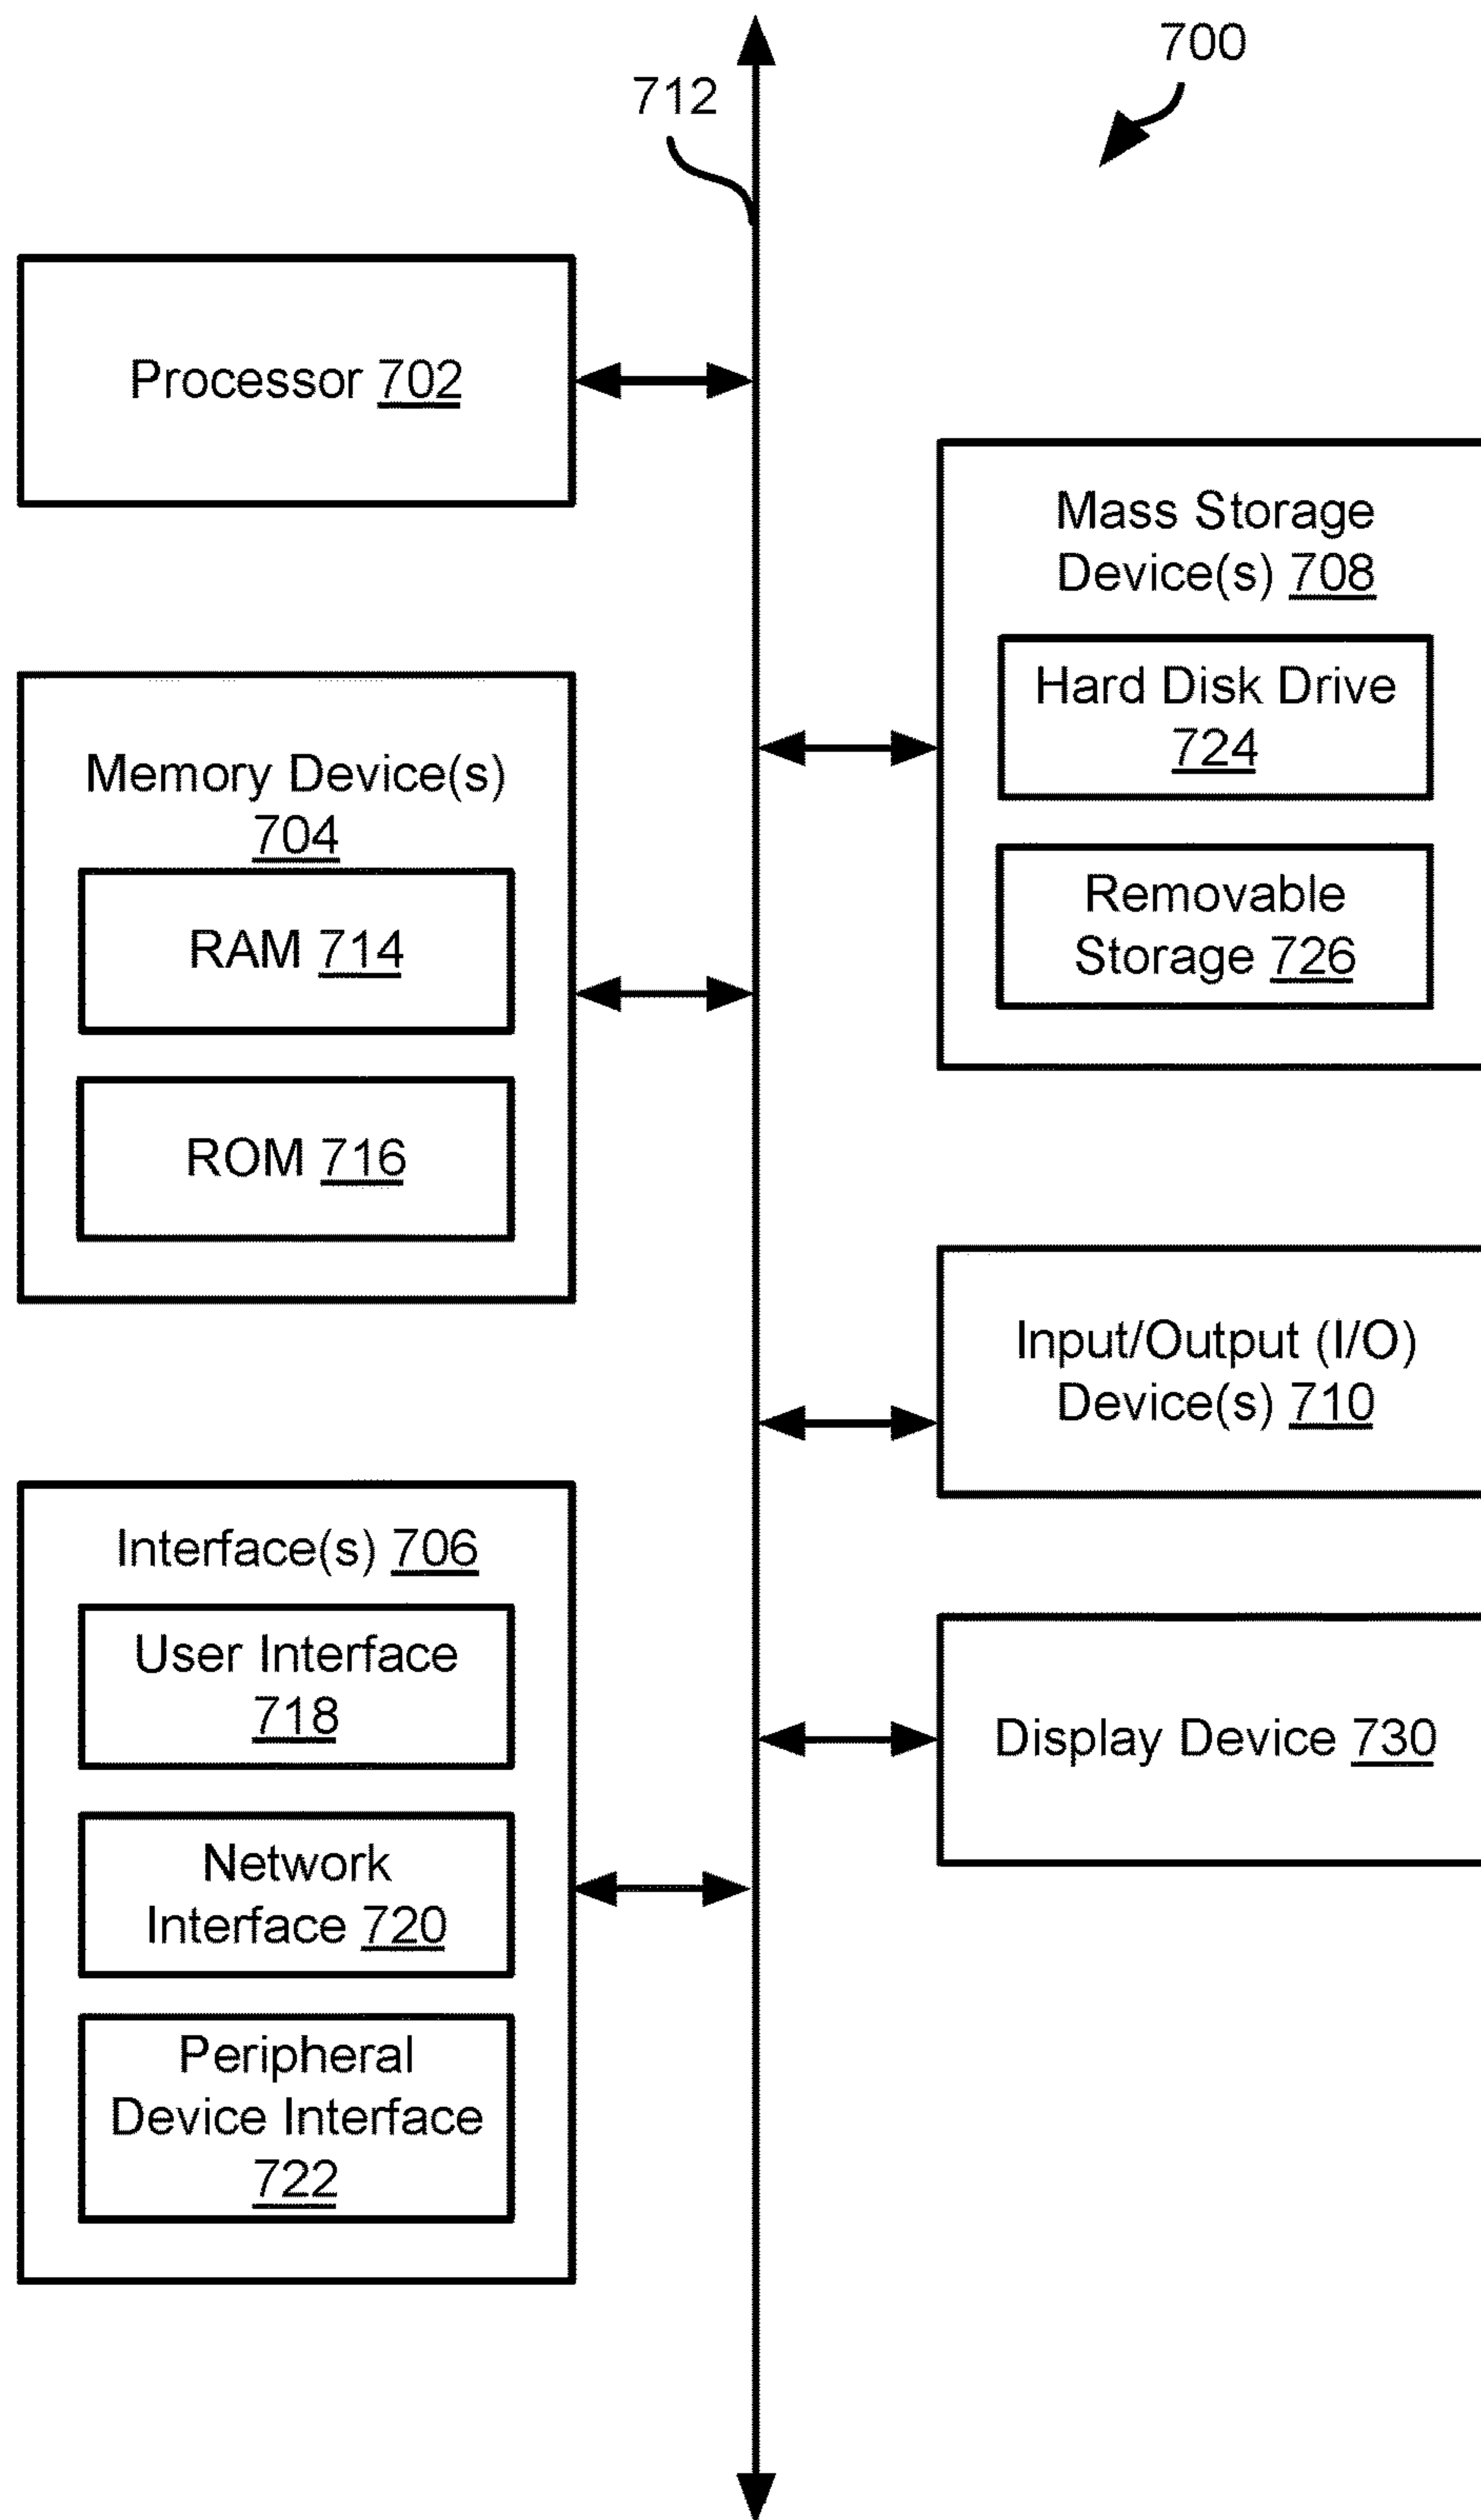 700
712
Processor 702
Mass Storage
Device(s) 708
Hard Disk Drive
724
Removable
Storage 726
Memory Device(s)
704
RAM 714
ROM 716
Input/Output (I/O)
Device(s) 710
Interface(s) 706
User Interface
718
Network
Interface 720
Peripheral
Device Interface
722
Display Device 730